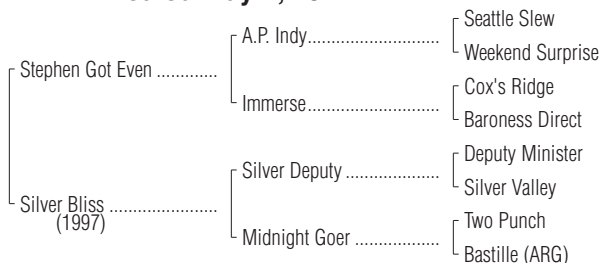 Seattle Slew
A.P. Indy
Weekend Surprise
Stephen Got Even
Cox's Ridge
Immerse
Baroness Direct
Deputy Minister
Silver Deputy
Silver Valley
Silver Bliss
(1997)
Two Punch
Midnight Goer
Bastille (ARG)